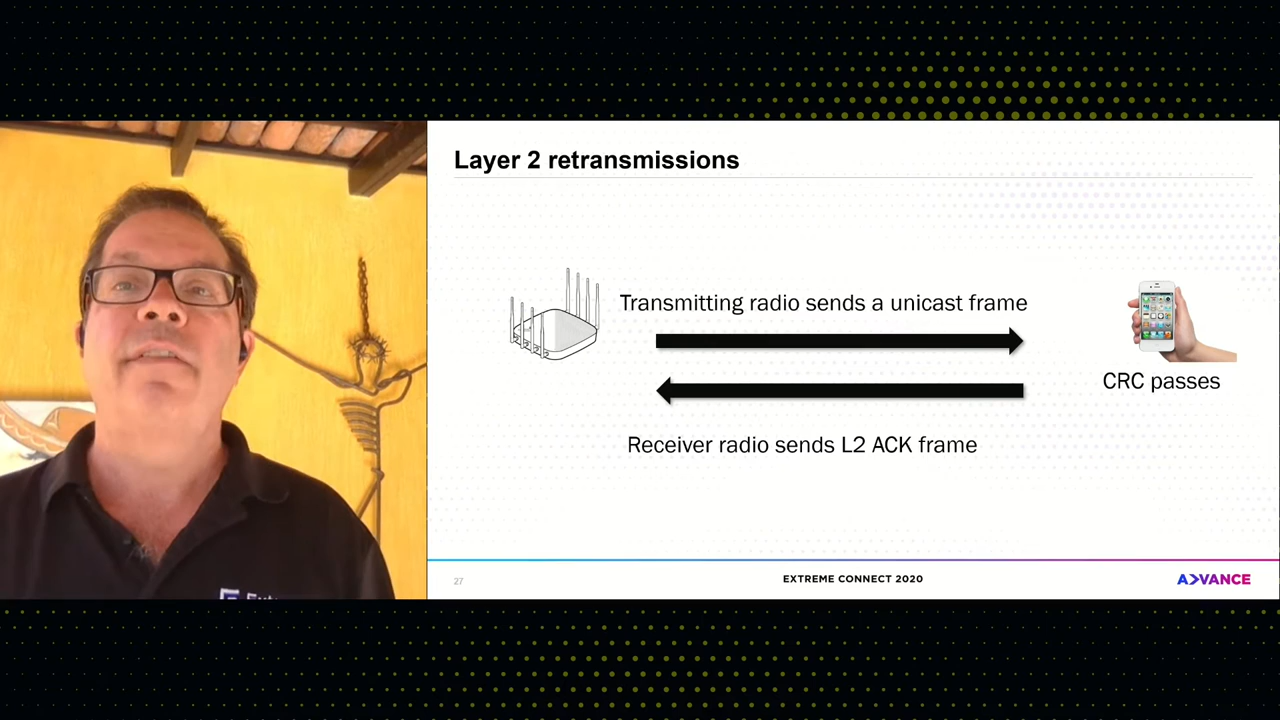 Layer 2 retransmissions
Transmitting radio sends a unicast frame
CRC passes
Receiver radio sends L2 ACK frame
27
EXTREME CONNECT 2020
ADVANCE